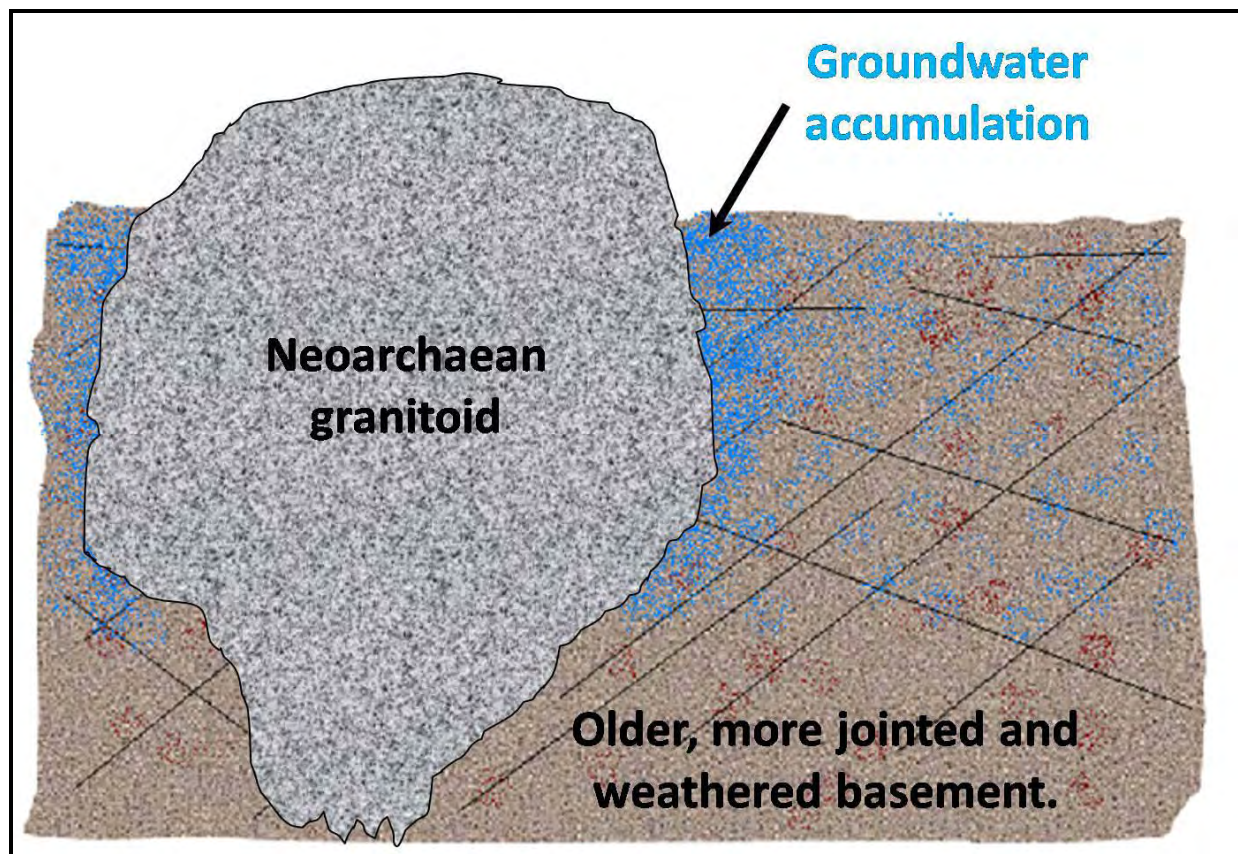 Groundwater
accumulation
Neoarchaean
granitoid
Older, more jointed and
weathered basement.